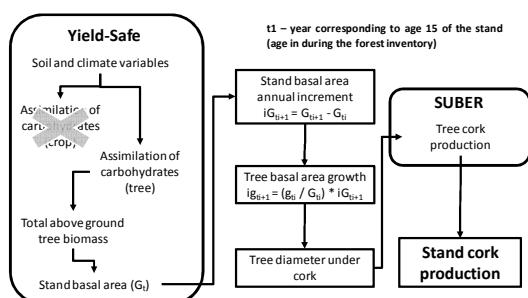 Yield-Safe
Soil and climate variables
Assimilation of
carbohydrates
(crop)
Assimilation of
carbohydrates
(tree)
Total above ground
tree biomass
Stand basal area (Gt)
t1 – year corresponding to age 15 of the stand
(age in during the forest inventory)
Stand basal area
annual increment
iGti+1 = Gti+1 - Gti
Tree basal area growth
igti+1 = (gti / Gti) * iGti+1
Tree diameter under
cork
SUBER
Tree cork
production
Stand cork
production